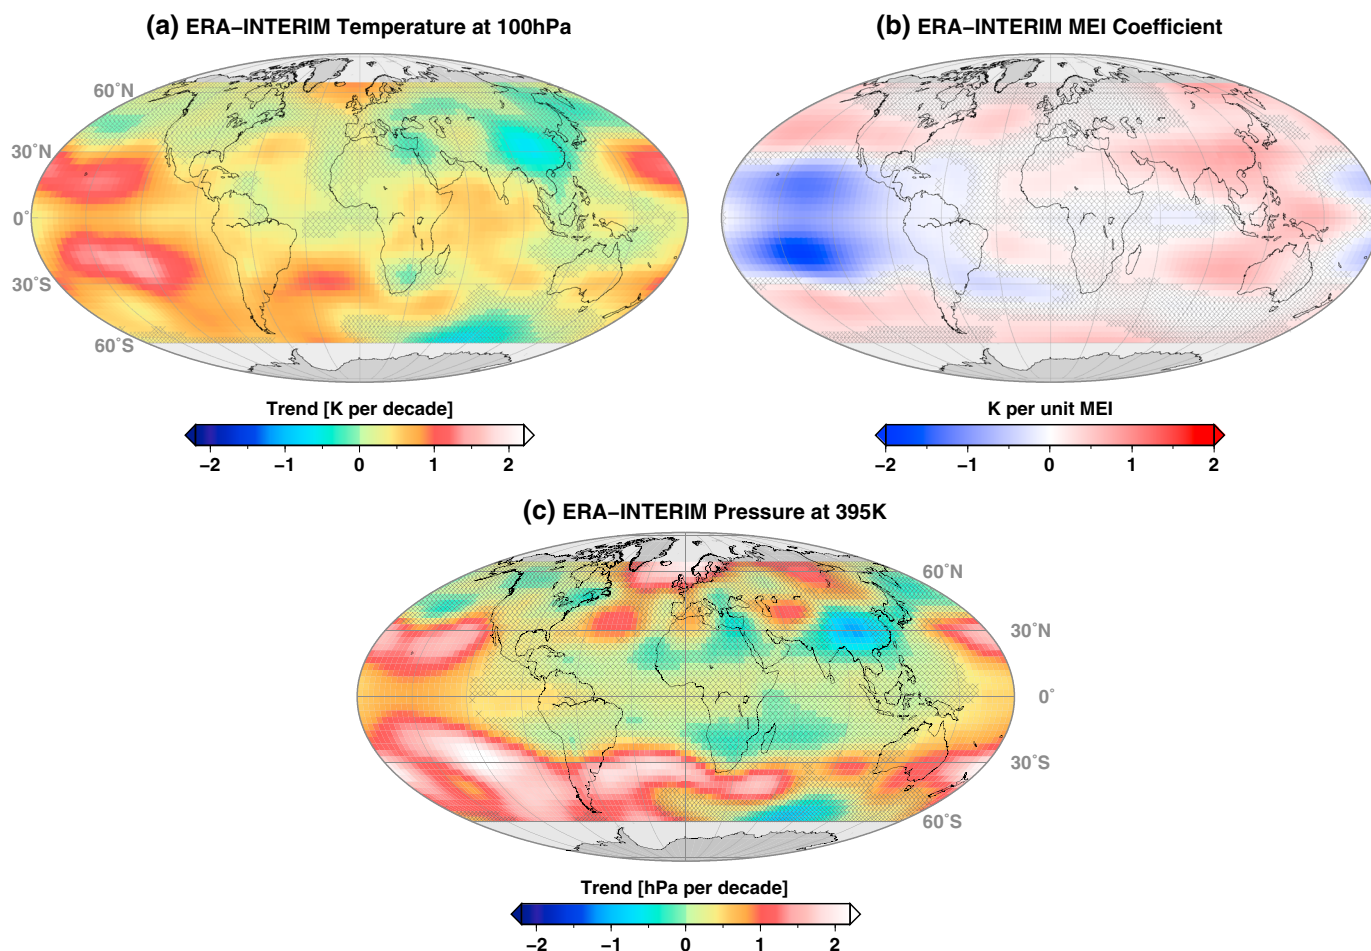 (a) ERA−INTERIM Temperature at 100hPa
(b) ERA−INTERIM MEI Coefficient
60˚N
30˚N
0˚
30˚S
60˚S
Trend [K per decade]
−2 −1 0 1 2
K per unit MEI
−2 −1 0 1 2
(c) ERA−INTERIM Pressure at 395K
60˚N
30˚N
0˚
30˚S
60˚S
Trend [hPa per decade]
−2 −1 0 1 2